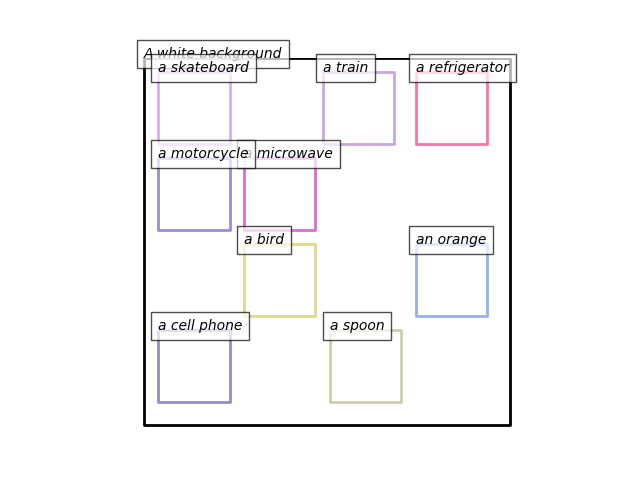 A white background
a skateboard
a train
a refrigerator
a motorcycle
a microwave
a bird
an orange
a cell phone
a spoon